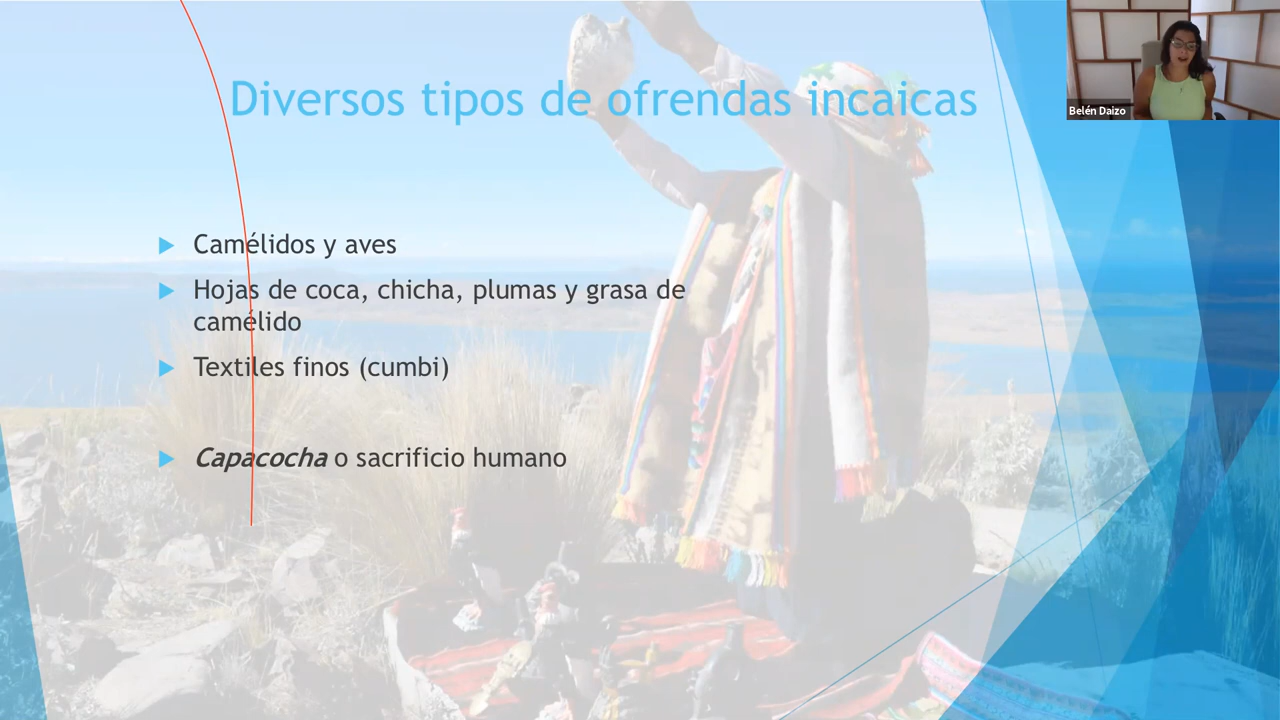 Diversos tipos de ofrendas incaicas
Belén Daizo
Camélidos y aves
Hojas de coca, chicha, plumas y grasa de
camélido
Textiles finos (cumbi)
Capacocha o sacrificio humano